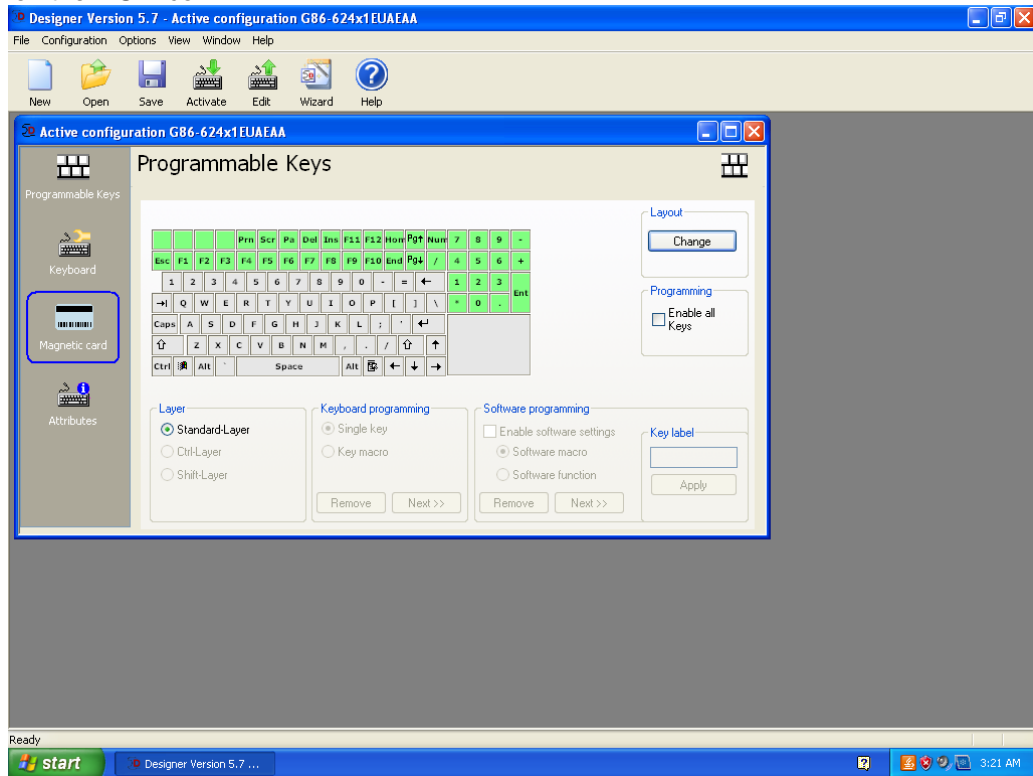 Designer Version 5.7 - Active configuration G86-624x1EUAEAA
File Configuration Options View Window Help
New Open Save Activate Edit Wizard Help
Active configuration G86-624x1EUAEAA
Programmable Keys
Programmable Keys
Keyboard
Magnetic card
Attributes
Prn Scr Pa Del Ins F11 F12 Hom Pg↑ Num 7 8 9 -
Esc F1 F2 F3 F4 F5 F6 F7 F8 F9 F10 End Pg↓ / 4 5 6 +
1 2 3 4 5 6 7 8 9 0 - = ← 1 2 3 Ent
→| Q W E R T Y U I O P [ ] \ * 0 .
Caps A S D F G H J K L ; ' ↵
⇧ Z X C V B N M , . / ⇧ ↑
Ctrl Alt ` Space Alt ← ↓ →
Layout
Change
Programming
Enable all
Keys
Layer
Standard-Layer
Ctrl-Layer
Shift-Layer
Keyboard programming
Single key
Key macro
Remove Next >>
Software programming
Enable software settings
Software macro
Software function
Remove Next >>
Key label
Apply
Ready
start Designer Version 5.7 ... 3:21 AM